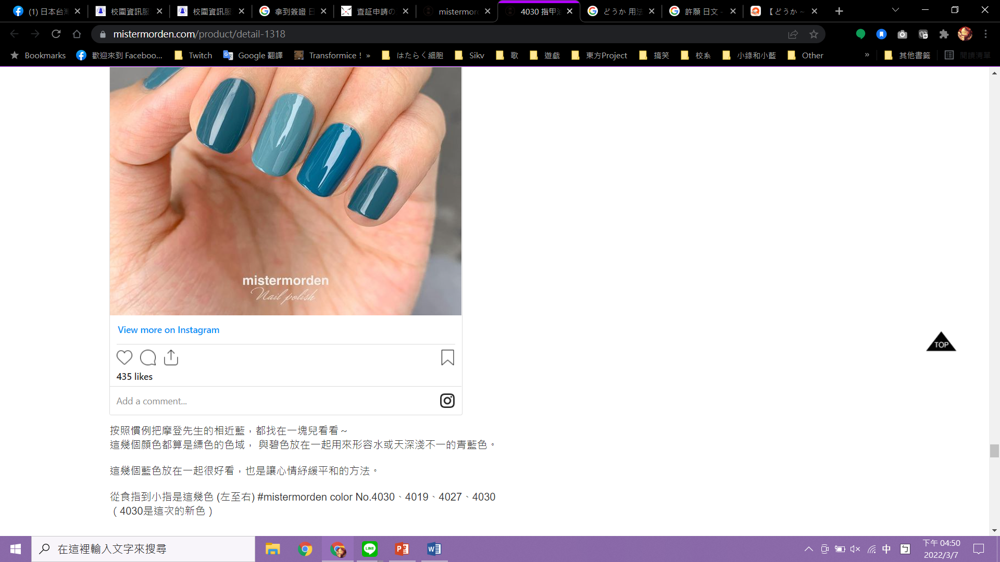 (1) 日本台灣
校園資訊服
校園資訊服
拿到簽證 日
査証申請の
mistermord
4030 指甲油
どうか 用法
許願 日文 -
【どうか ~
mistermorden.com/product/detail-1318
Bookmarks
歡迎來到 Faceboo...
Twitch
Google 翻譯
Transformice！»
はたらく細胞
Sikv
歌
遊戲
東方Project
搞笑
校系
小綠和小藍
Other
»
其他書籤
閱讀清單
mistermorden
Nail polish
View more on Instagram
435 likes
Add a comment...
TOP
按照慣例把摩登先生的相近藍，都找在一塊兒看看～
這幾個顏色都算是縹色的色域， 與碧色放在一起用來形容水或天深淺不一的青藍色。
這幾個藍色放在一起很好看，也是讓心情紓緩平和的方法。
從食指到小指是這幾色 (左至右) #mistermorden color No.4030、4019、4027、4030
（4030是這次的新色）
在這裡輸入文字來搜尋
LINE
中
ㄅ
下午 04:50
2022/3/7